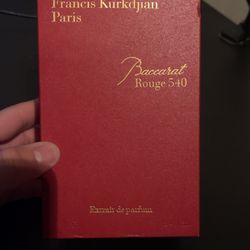 Francis Kurkdjian
Paris
Baccarat
Rouge 540
Extrait de parfum